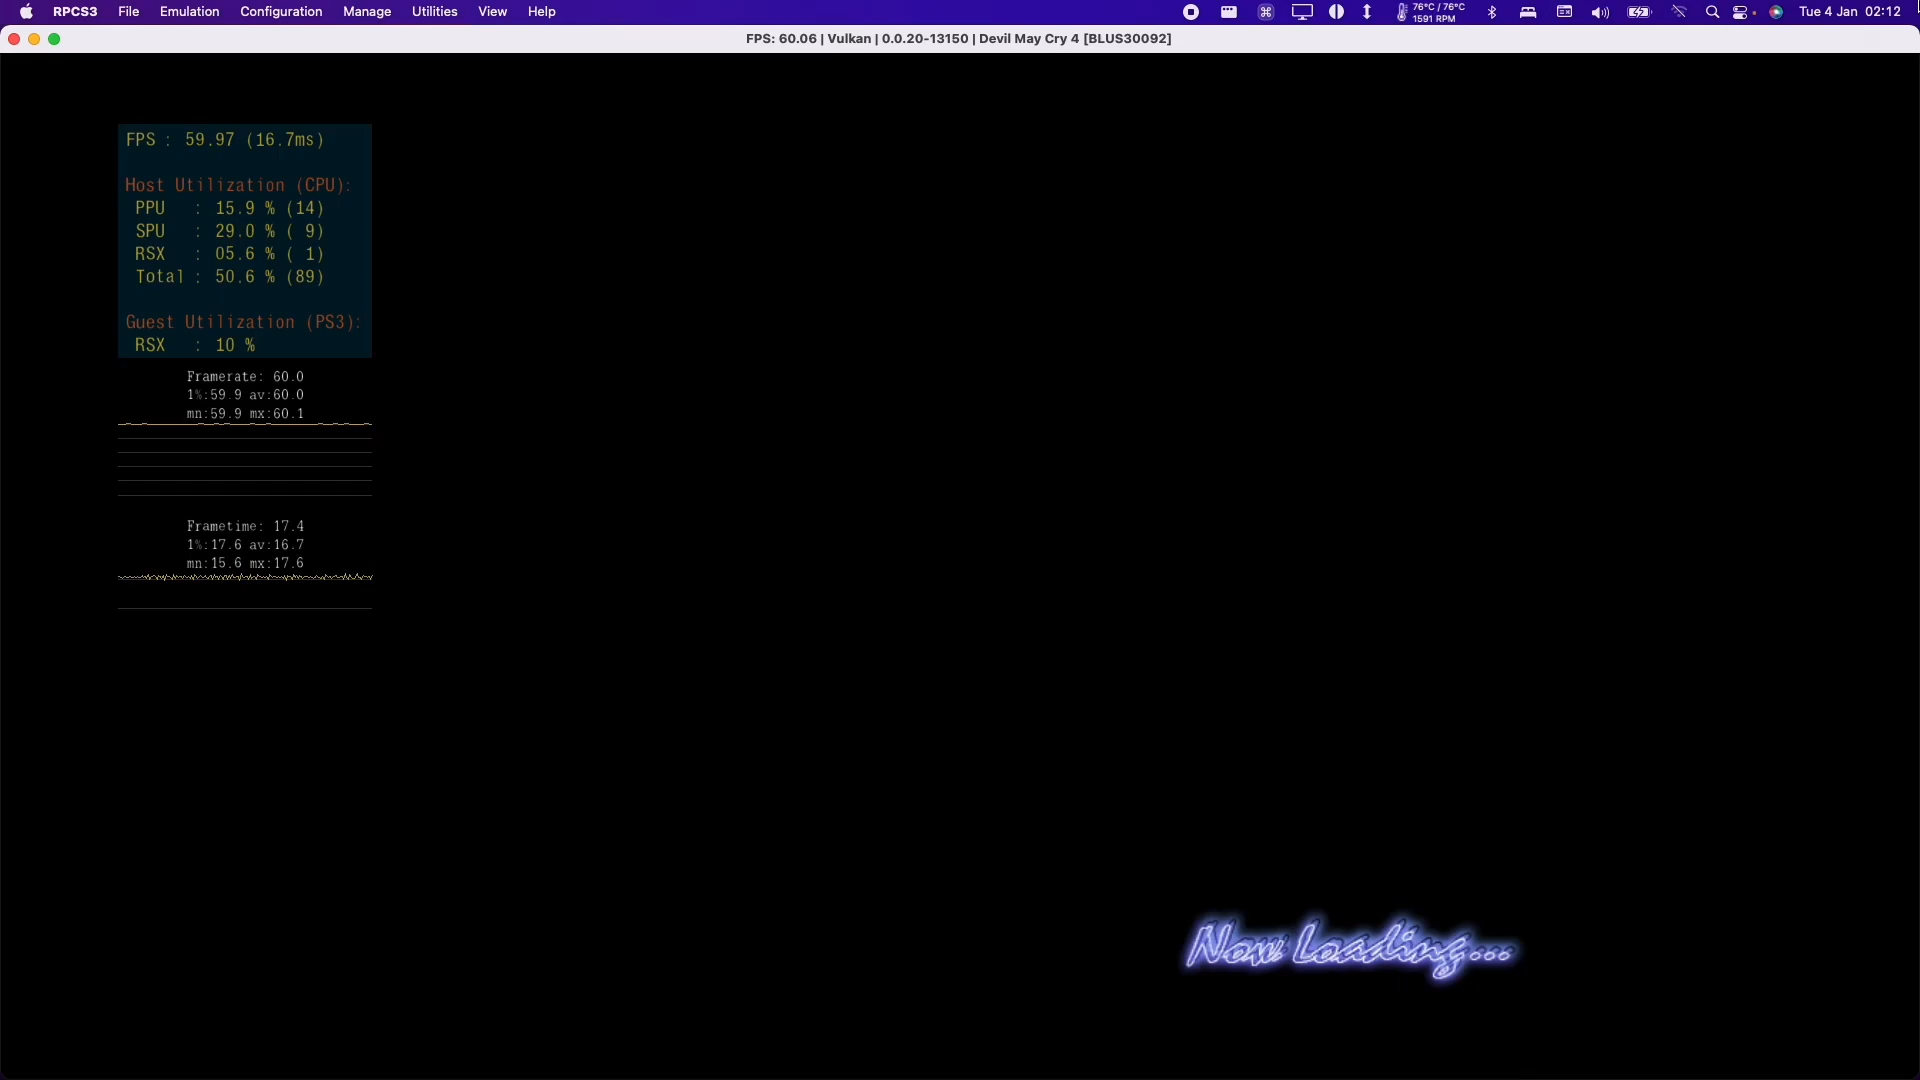 RPCS3 File Emulation Configuration Manage Utilities View Help 76°C / 76°C Tue 4 Jan 02:12
1591 RPM
FPS: 60.06 | Vulkan | 0.0.20-13150 | Devil May Cry 4 [BLUS30092]
FPS : 59.97 (16.7ms)
Host Utilization (CPU):
PPU : 15.9 % (14)
SPU : 29.0 % ( 9)
RSX : 05.6 % ( 1)
Total : 50.6 % (89)
Guest Utilization (PS3):
RSX : 10 %
Framerate: 60.0
1%:59.9 av:60.0
mn:59.9 mx:60.1
Frametime: 17.4
1%:17.6 av:16.7
mn:15.6 mx:17.6
Now Loading...